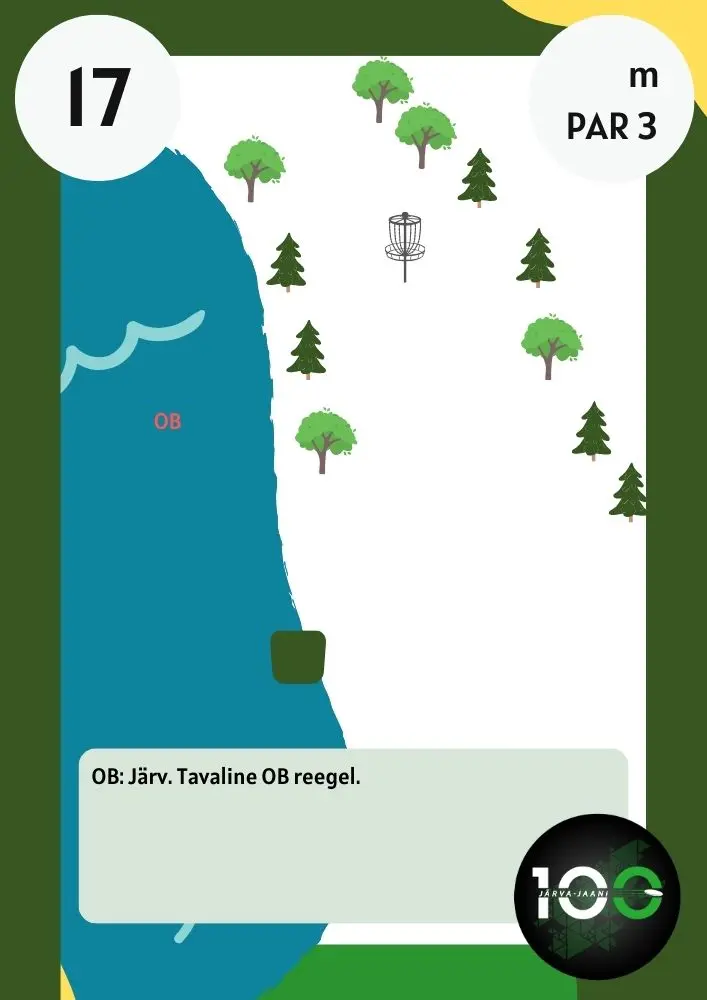 17
m
PAR 3
OB
OB: Järv. Tavaline OB reegel.
100
JÄRVA-JAANI